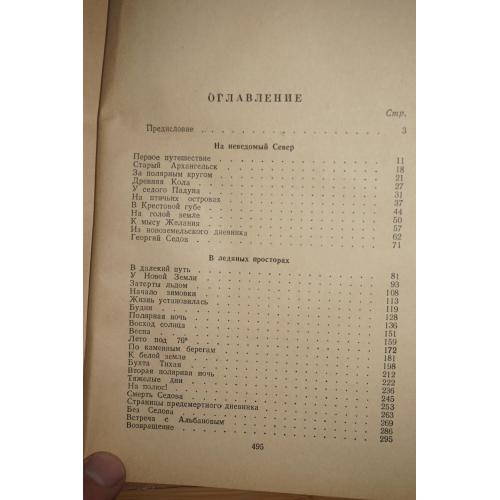 ОГЛАВЛЕНИЕ
Стр.
Предисловие . . . . . . . . . . 3
На неведомый Север
Первое путешествие . . . . . . . . . . 11
Старый Архангельск . . . . . . . . . . 18
За полярным кругом . . . . . . . . . . 21
Древняя Кола . . . . . . . . . . 27
У седого Падуна . . . . . . . . . . 31
На птичьих островах . . . . . . . . . . 37
В Крестовой губе . . . . . . . . . . 44
На голой земле . . . . . . . . . . 50
К мысу Желания . . . . . . . . . . 57
Из новоземельского дневника . . . . . . . . . . 62
Георгий Седов . . . . . . . . . . 71
В ледяных просторах
В далекий путь . . . . . . . . . . 81
У Новой Земли . . . . . . . . . . 93
Затерты льдом . . . . . . . . . . 108
Начало зимовки . . . . . . . . . . 113
Жизнь установилась . . . . . . . . . . 119
Будни . . . . . . . . . . 128
Полярная ночь . . . . . . . . . . 136
Восход солнца . . . . . . . . . . 151
Весна . . . . . . . . . . 159
Лето под 76° . . . . . . . . . . 172
По каменным берегам . . . . . . . . . . 181
К белой земле . . . . . . . . . . 198
Бухта Тихая . . . . . . . . . . 212
Вторая полярная ночь . . . . . . . . . . 222
Тяжелые дни . . . . . . . . . . 236
На полюс! . . . . . . . . . . 245
Смерть Седова . . . . . . . . . . 253
Страницы предсмертного дневника . . . . . . . . . . 263
Без Седова . . . . . . . . . . 269
Встреча с Альбановым . . . . . . . . . . 286
Возвращение . . . . . . . . . . 295
495